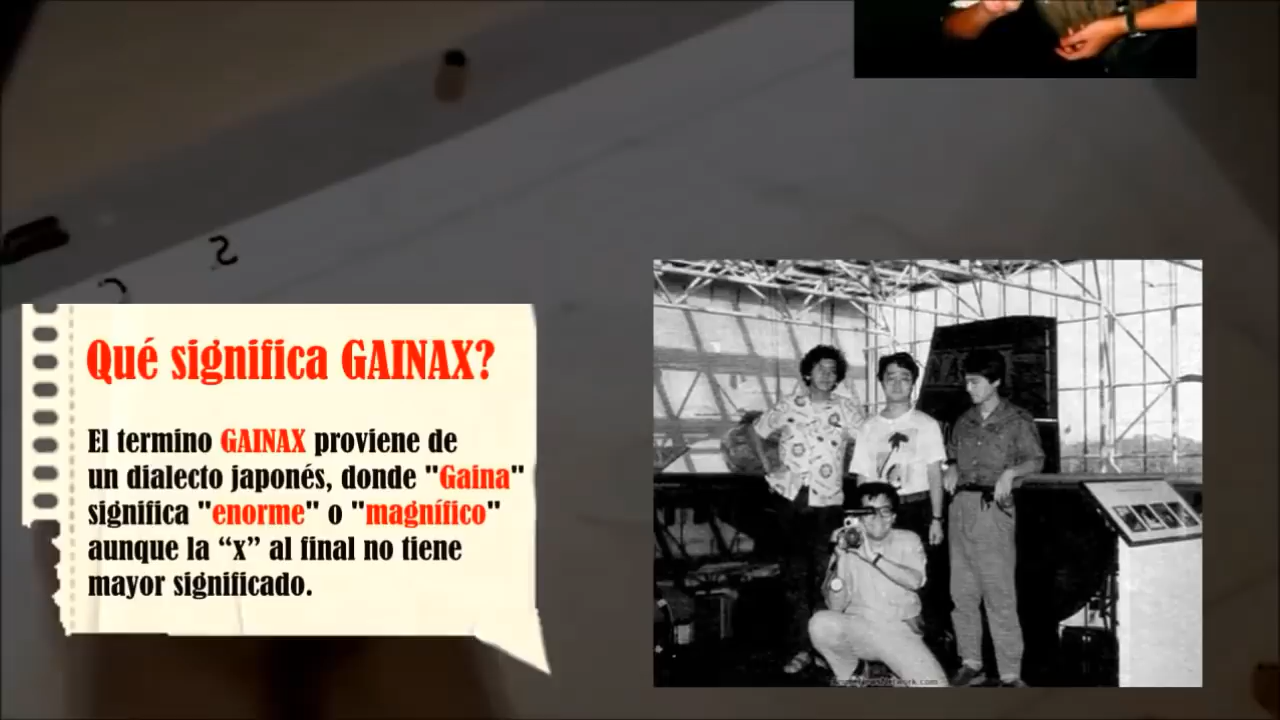 Qué significa GAINAX?
El termino GAINAX proviene de
un dialecto japonés, donde "Gaina"
significa "enorme" o "magnífico"
aunque la “x” al final no tiene
mayor significado.